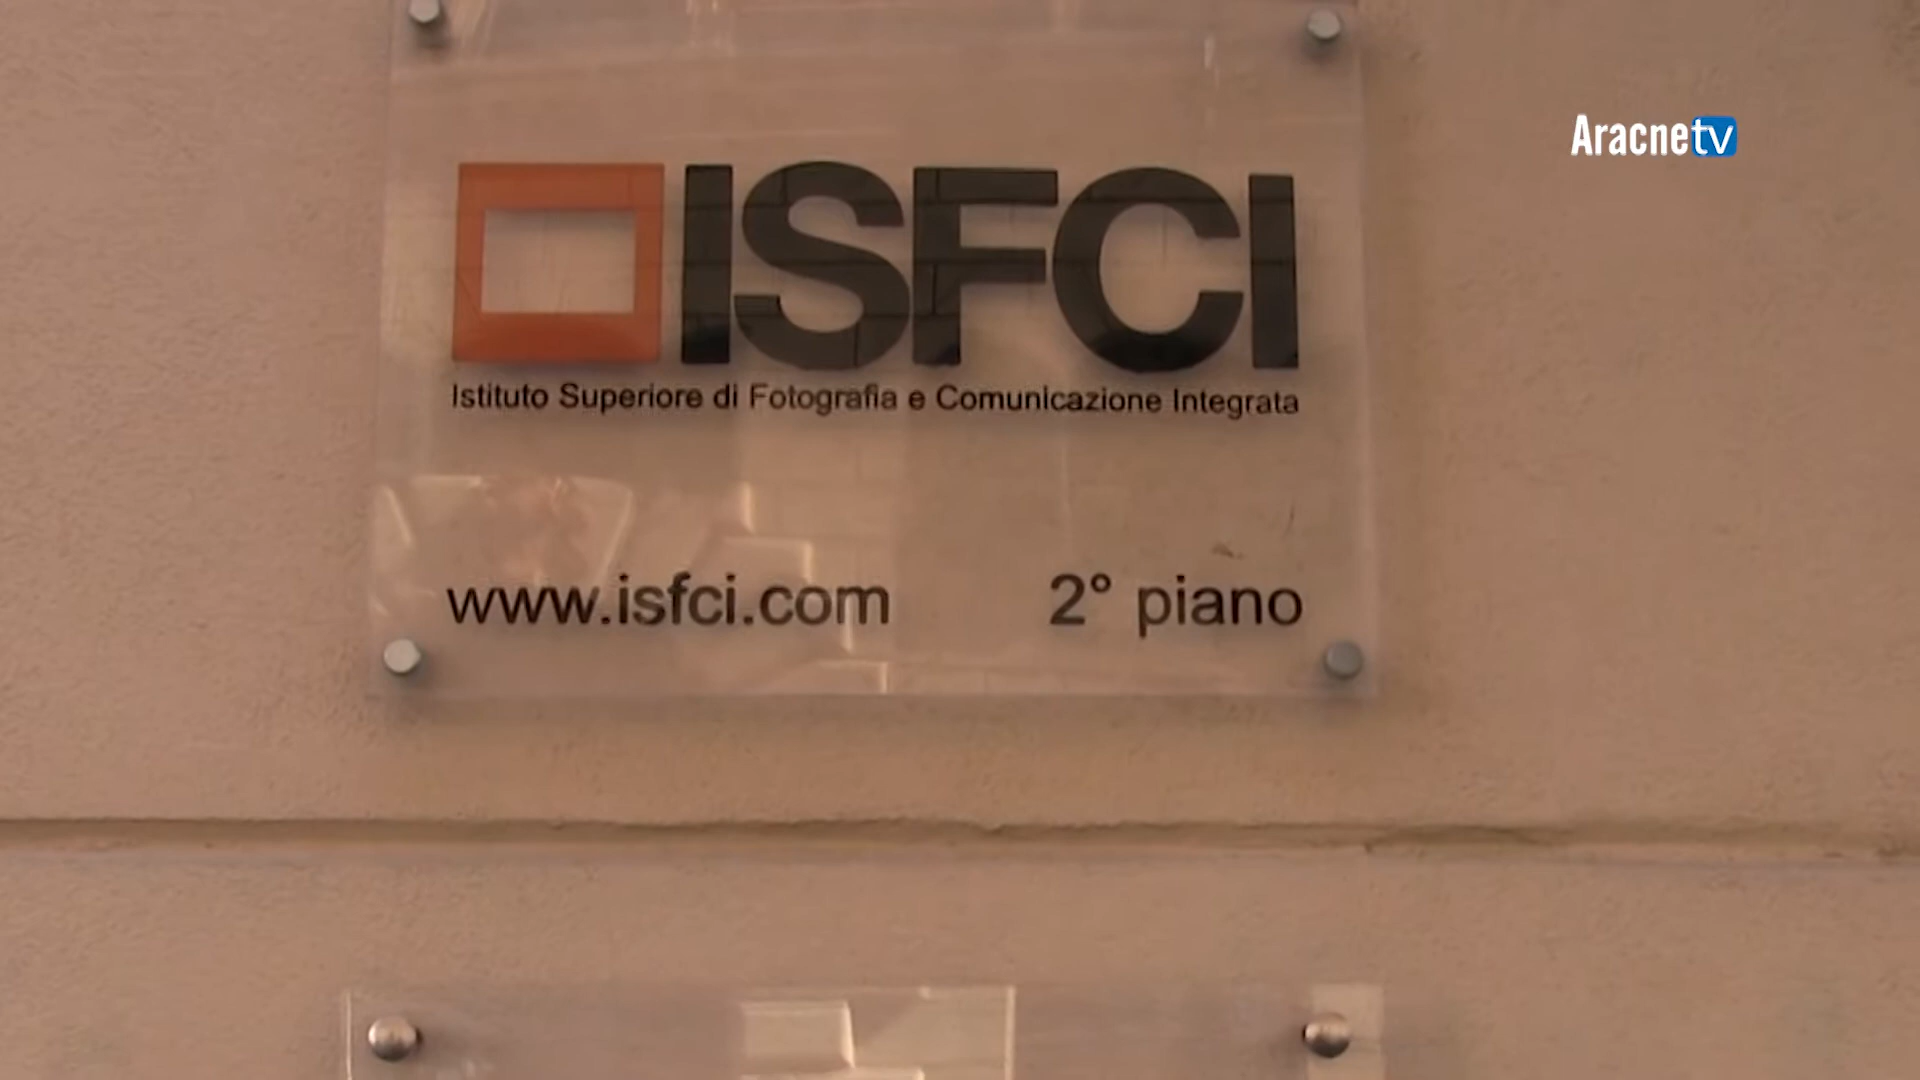 Aracnetv
ISFCI
Istituto Superiore di Fotografia e Comunicazione Integrata
www.isfci.com 2° piano